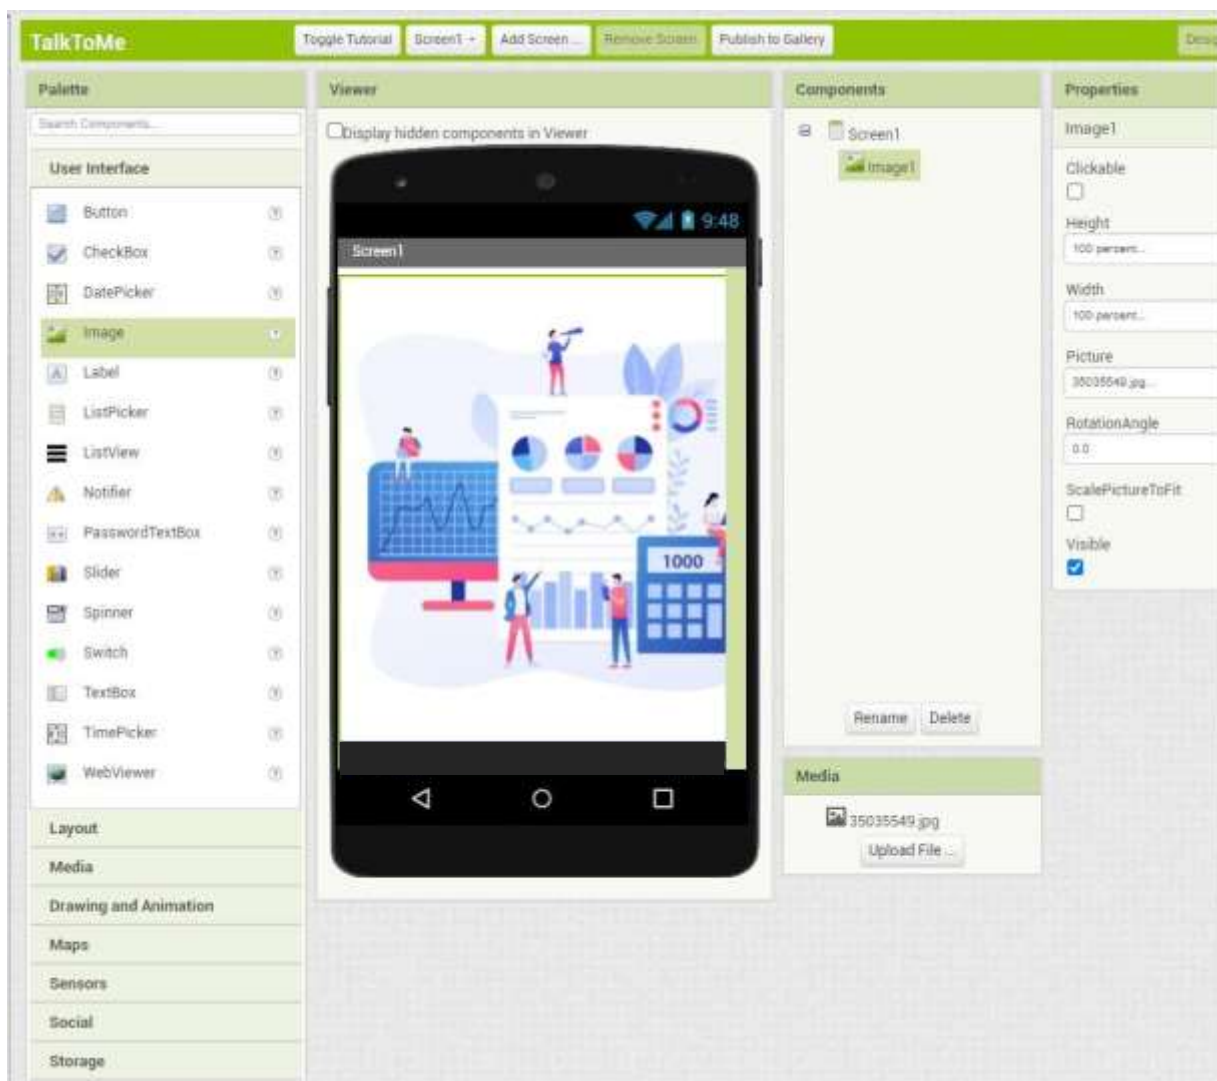 TalkToMe
Toggle Tutorial
Screen1
Add Screen ...
Remove Screen
Publish to Gallery
Desig
Palette
Search Components...
User Interface
Button
CheckBox
DatePicker
Image
Label
ListPicker
ListView
Notifier
PasswordTextBox
Slider
Spinner
Switch
TextBox
TimePicker
WebViewer
Layout
Media
Drawing and Animation
Maps
Sensors
Social
Storage
Viewer
Display hidden components in Viewer
9:48
Screen1
1000
Components
Screen1
Image1
Rename
Delete
Media
35035549.jpg
Upload File ...
Properties
Image1
Clickable
Height
100 percent...
Width
100 percent...
Picture
35035549.jpg...
RotationAngle
0.0
ScalePictureToFit
Visible